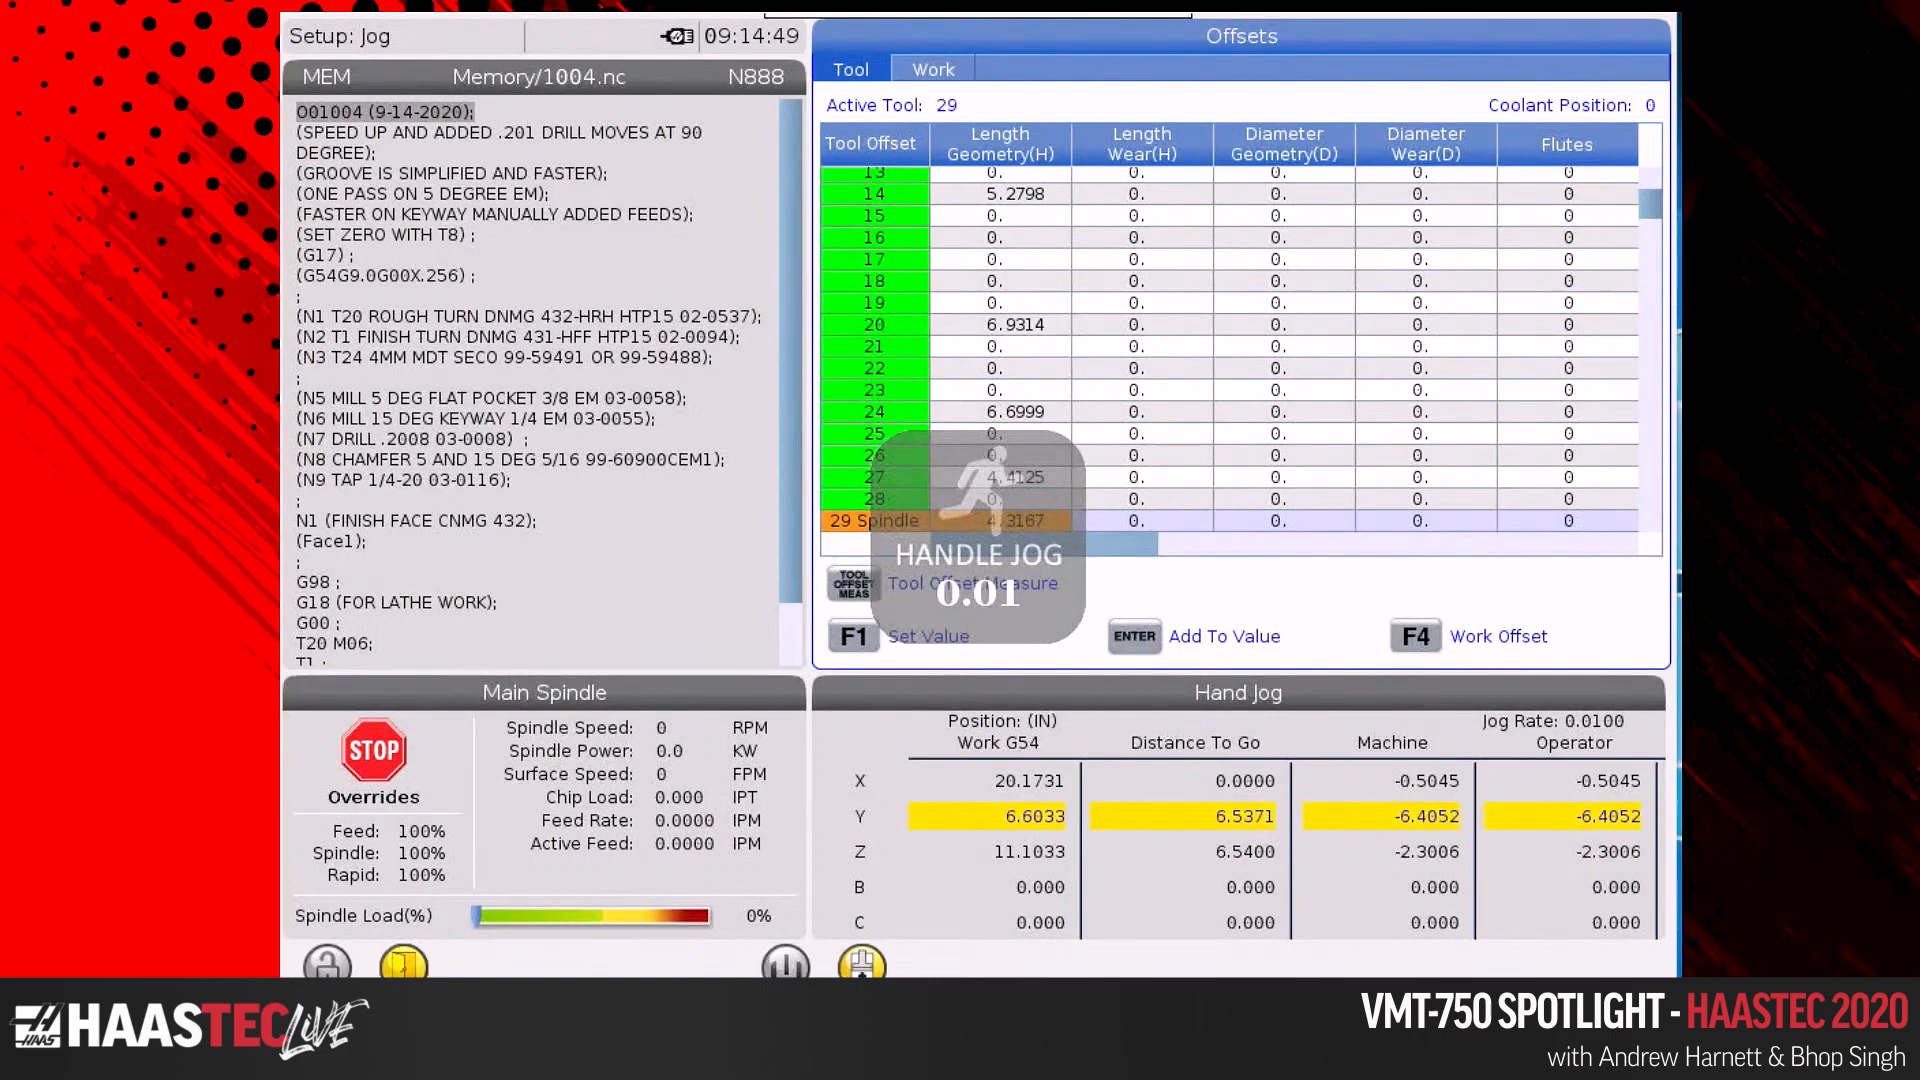 Setup: Jog
09:14:49
MEM Memory/1004.nc N888
O01004 (9-14-2020);
(SPEED UP AND ADDED .201 DRILL MOVES AT 90
DEGREE);
(GROOVE IS SIMPLIFIED AND FASTER);
(ONE PASS ON 5 DEGREE EM);
(FASTER ON KEYWAY MANUALLY ADDED FEEDS);
(SET ZERO WITH T8) ;
(G17) ;
(G54G9.0G00X.256) ;
;
(N1 T20 ROUGH TURN DNMG 432-HRH HTP15 02-0537);
(N2 T1 FINISH TURN DNMG 431-HFF HTP15 02-0094);
(N3 T24 4MM MDT SECO 99-59491 OR 99-59488);
;
(N5 MILL 5 DEG FLAT POCKET 3/8 EM 03-0058);
(N6 MILL 15 DEG KEYWAY 1/4 EM 03-0055);
(N7 DRILL .2008 03-0008) ;
(N8 CHAMFER 5 AND 15 DEG 5/16 99-60900CEM1);
(N9 TAP 1/4-20 03-0116);
;
N1 (FINISH FACE CNMG 432);
(Face1);
;
G98 ;
G18 (FOR LATHE WORK);
G00 ;
T20 M06;
T1 ;
Offsets
Tool Work
Active Tool: 29 Coolant Position: 0
Tool Offset Length Geometry(H) Length Wear(H) Diameter Geometry(D) Diameter Wear(D) Flutes
13 0. 0. 0. 0. 0
14 5.2798 0. 0. 0. 0
15 0. 0. 0. 0. 0
16 0. 0. 0. 0. 0
17 0. 0. 0. 0. 0
18 0. 0. 0. 0. 0
19 0. 0. 0. 0. 0
20 6.9314 0. 0. 0. 0
21 0. 0. 0. 0. 0
22 0. 0. 0. 0. 0
23 0. 0. 0. 0. 0
24 6.6999 0. 0. 0. 0
25 0. 0. 0. 0. 0
26 0. 0. 0. 0. 0
27 4.4125 0. 0. 0. 0
28 0. 0. 0. 0. 0
29 Spindle 4.3167 0. 0. 0. 0
HANDLE JOG
0.01
TOOL OFFSET MEAS Tool Offset Measure
F1 Set Value ENTER Add To Value F4 Work Offset
Main Spindle
STOP
Overrides
Feed: 100%
Spindle: 100%
Rapid: 100%
Spindle Speed: 0 RPM
Spindle Power: 0.0 KW
Surface Speed: 0 FPM
Chip Load: 0.000 IPT
Feed Rate: 0.0000 IPM
Active Feed: 0.0000 IPM
Spindle Load(%) 0%
Hand Jog
Position: (IN) Jog Rate: 0.0100
Work G54 Distance To Go Machine Operator
X 20.1731 0.0000 -0.5045 -0.5045
Y 6.6033 6.5371 -6.4052 -6.4052
Z 11.1033 6.5400 -2.3006 -2.3006
B 0.000 0.000 0.000 0.000
C 0.000 0.000 0.000 0.000
HAAS HAASTEC LIVE
VMT-750 SPOTLIGHT - HAASTEC 2020
with Andrew Harnett & Bhop Singh